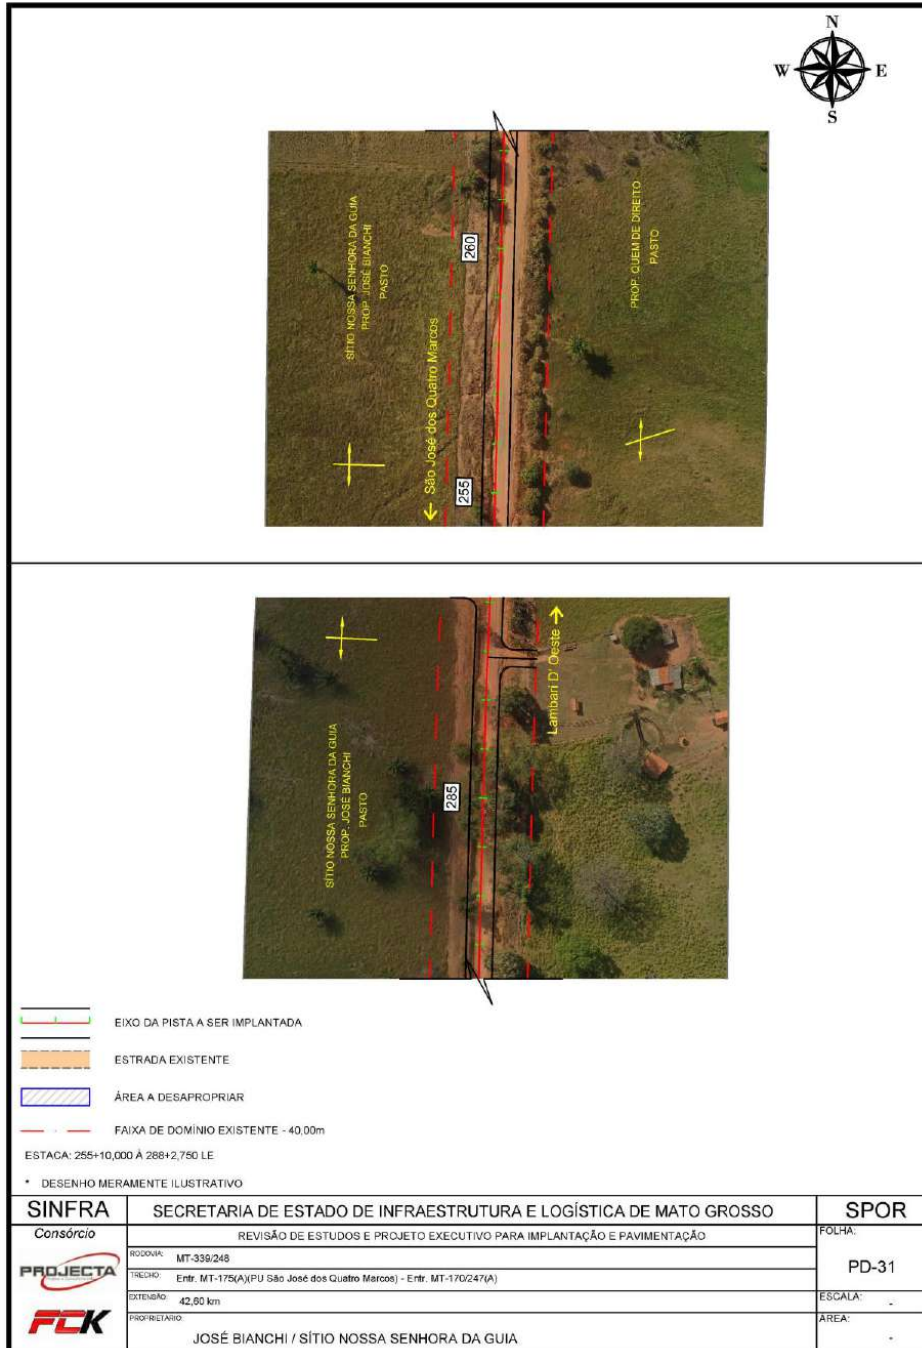 N
W E
S
SÍTIO NOSSA SENHORA DA GUIA
PROP. JOSÉ BIANCHI
PASTO
260
PROP. QUEM DE DIREITO
PASTO
← São José dos Quatro Marcos
255
Lambari D' Oeste →
SÍTIO NOSSA SENHORA DA GUIA
PROP. JOSÉ BIANCHI
PASTO
285
EIXO DA PISTA A SER IMPLANTADA
ESTRADA EXISTENTE
ÁREA A DESAPROPRIAR
FAIXA DE DOMÍNIO EXISTENTE - 40,00m
ESTACA: 255+10,000 À 288+2,750 LE
* DESENHO MERAMENTE ILUSTRATIVO
SINFRA
SECRETARIA DE ESTADO DE INFRAESTRUTURA E LOGÍSTICA DE MATO GROSSO
SPOR
Consórcio
REVISÃO DE ESTUDOS E PROJETO EXECUTIVO PARA IMPLANTAÇÃO E PAVIMENTAÇÃO
FOLHA:
PROJECTA
RODOVIA: MT-339/248
PD-31
TRECHO: Entr. MT-175(A)(PU São José dos Quatro Marcos) - Entr. MT-170/247(A)
EXTENSÃO: 42,60 km
ESCALA: -
FCK
PROPRIETÁRIO:
ÁREA:
JOSÉ BIANCHI / SÍTIO NOSSA SENHORA DA GUIA
-